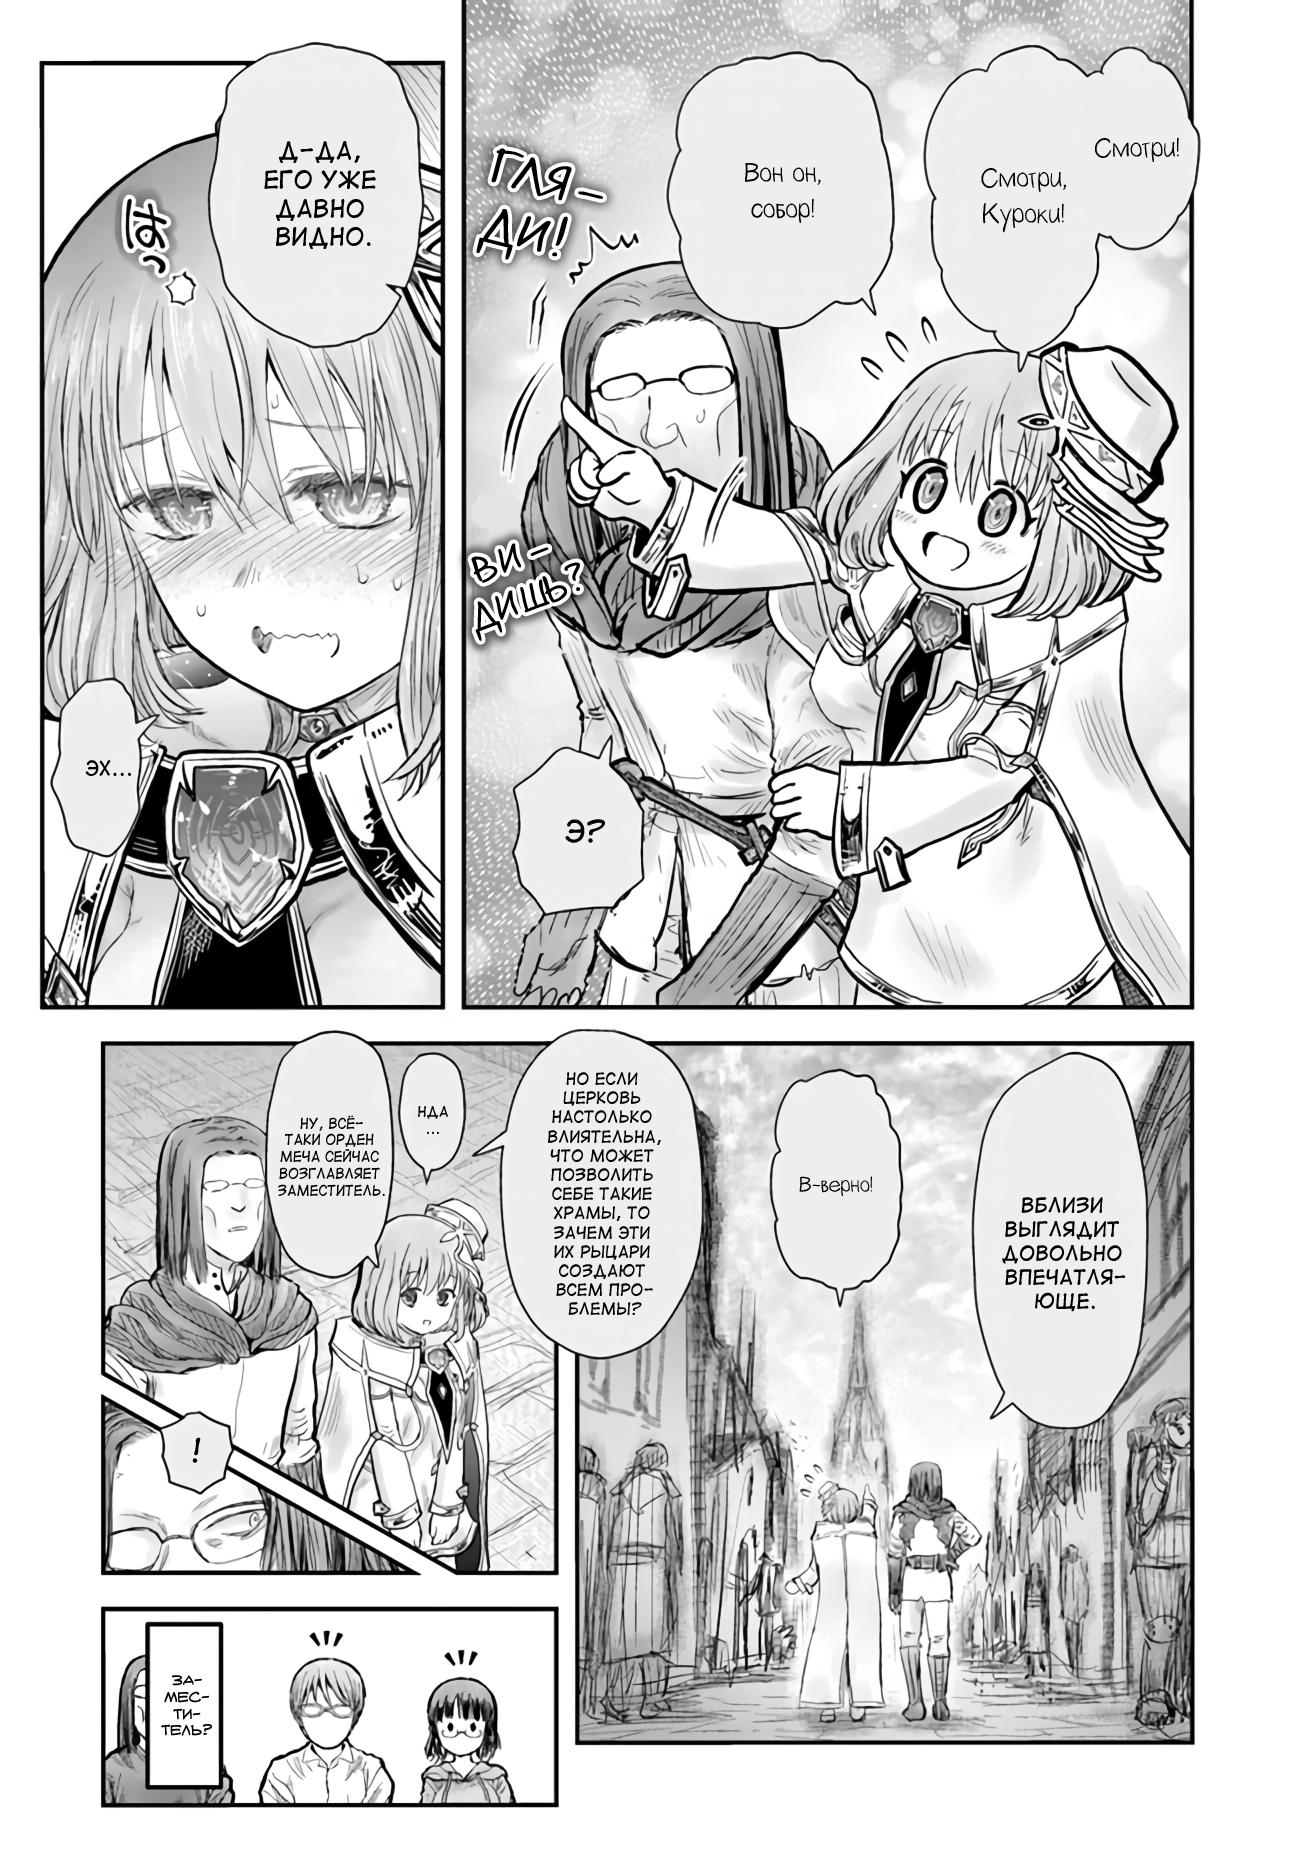 Смотри!
Смотри,
Куроки!
Вон он,
собор!
ГЛЯ-
ДИ!
ВИ-
ДИШЬ?
Э?
Д-ДА,
ЕГО УЖЕ
ДАВНО
ВИДНО.
はっ
ЭХ...
ВБЛИЗИ
ВЫГЛЯДИТ
ДОВОЛЬНО
ВПЕЧАТЛЯ-
ЮЩЕ.
В-верно!
НО ЕСЛИ
ЦЕРКОВЬ
НАСТОЛЬКО
ВЛИЯТЕЛЬНА,
ЧТО МОЖЕТ
ПОЗВОЛИТЬ
СЕБЕ ТАКИЕ
ХРАМЫ, ТО
ЗАЧЕМ ЭТИ
ИХ РЫЦАРИ
СОЗДАЮТ
ВСЕМ ПРО-
БЛЕМЫ?
НДА
...
НУ, ВСЁ-
ТАКИ ОРДЕН
МЕЧА СЕЙЧАС
ВОЗГЛАВЛЯЕТ
ЗАМЕСТИТЕЛЬ.
!
ЗА-
МЕС-
ТИ-
ТЕЛЬ?